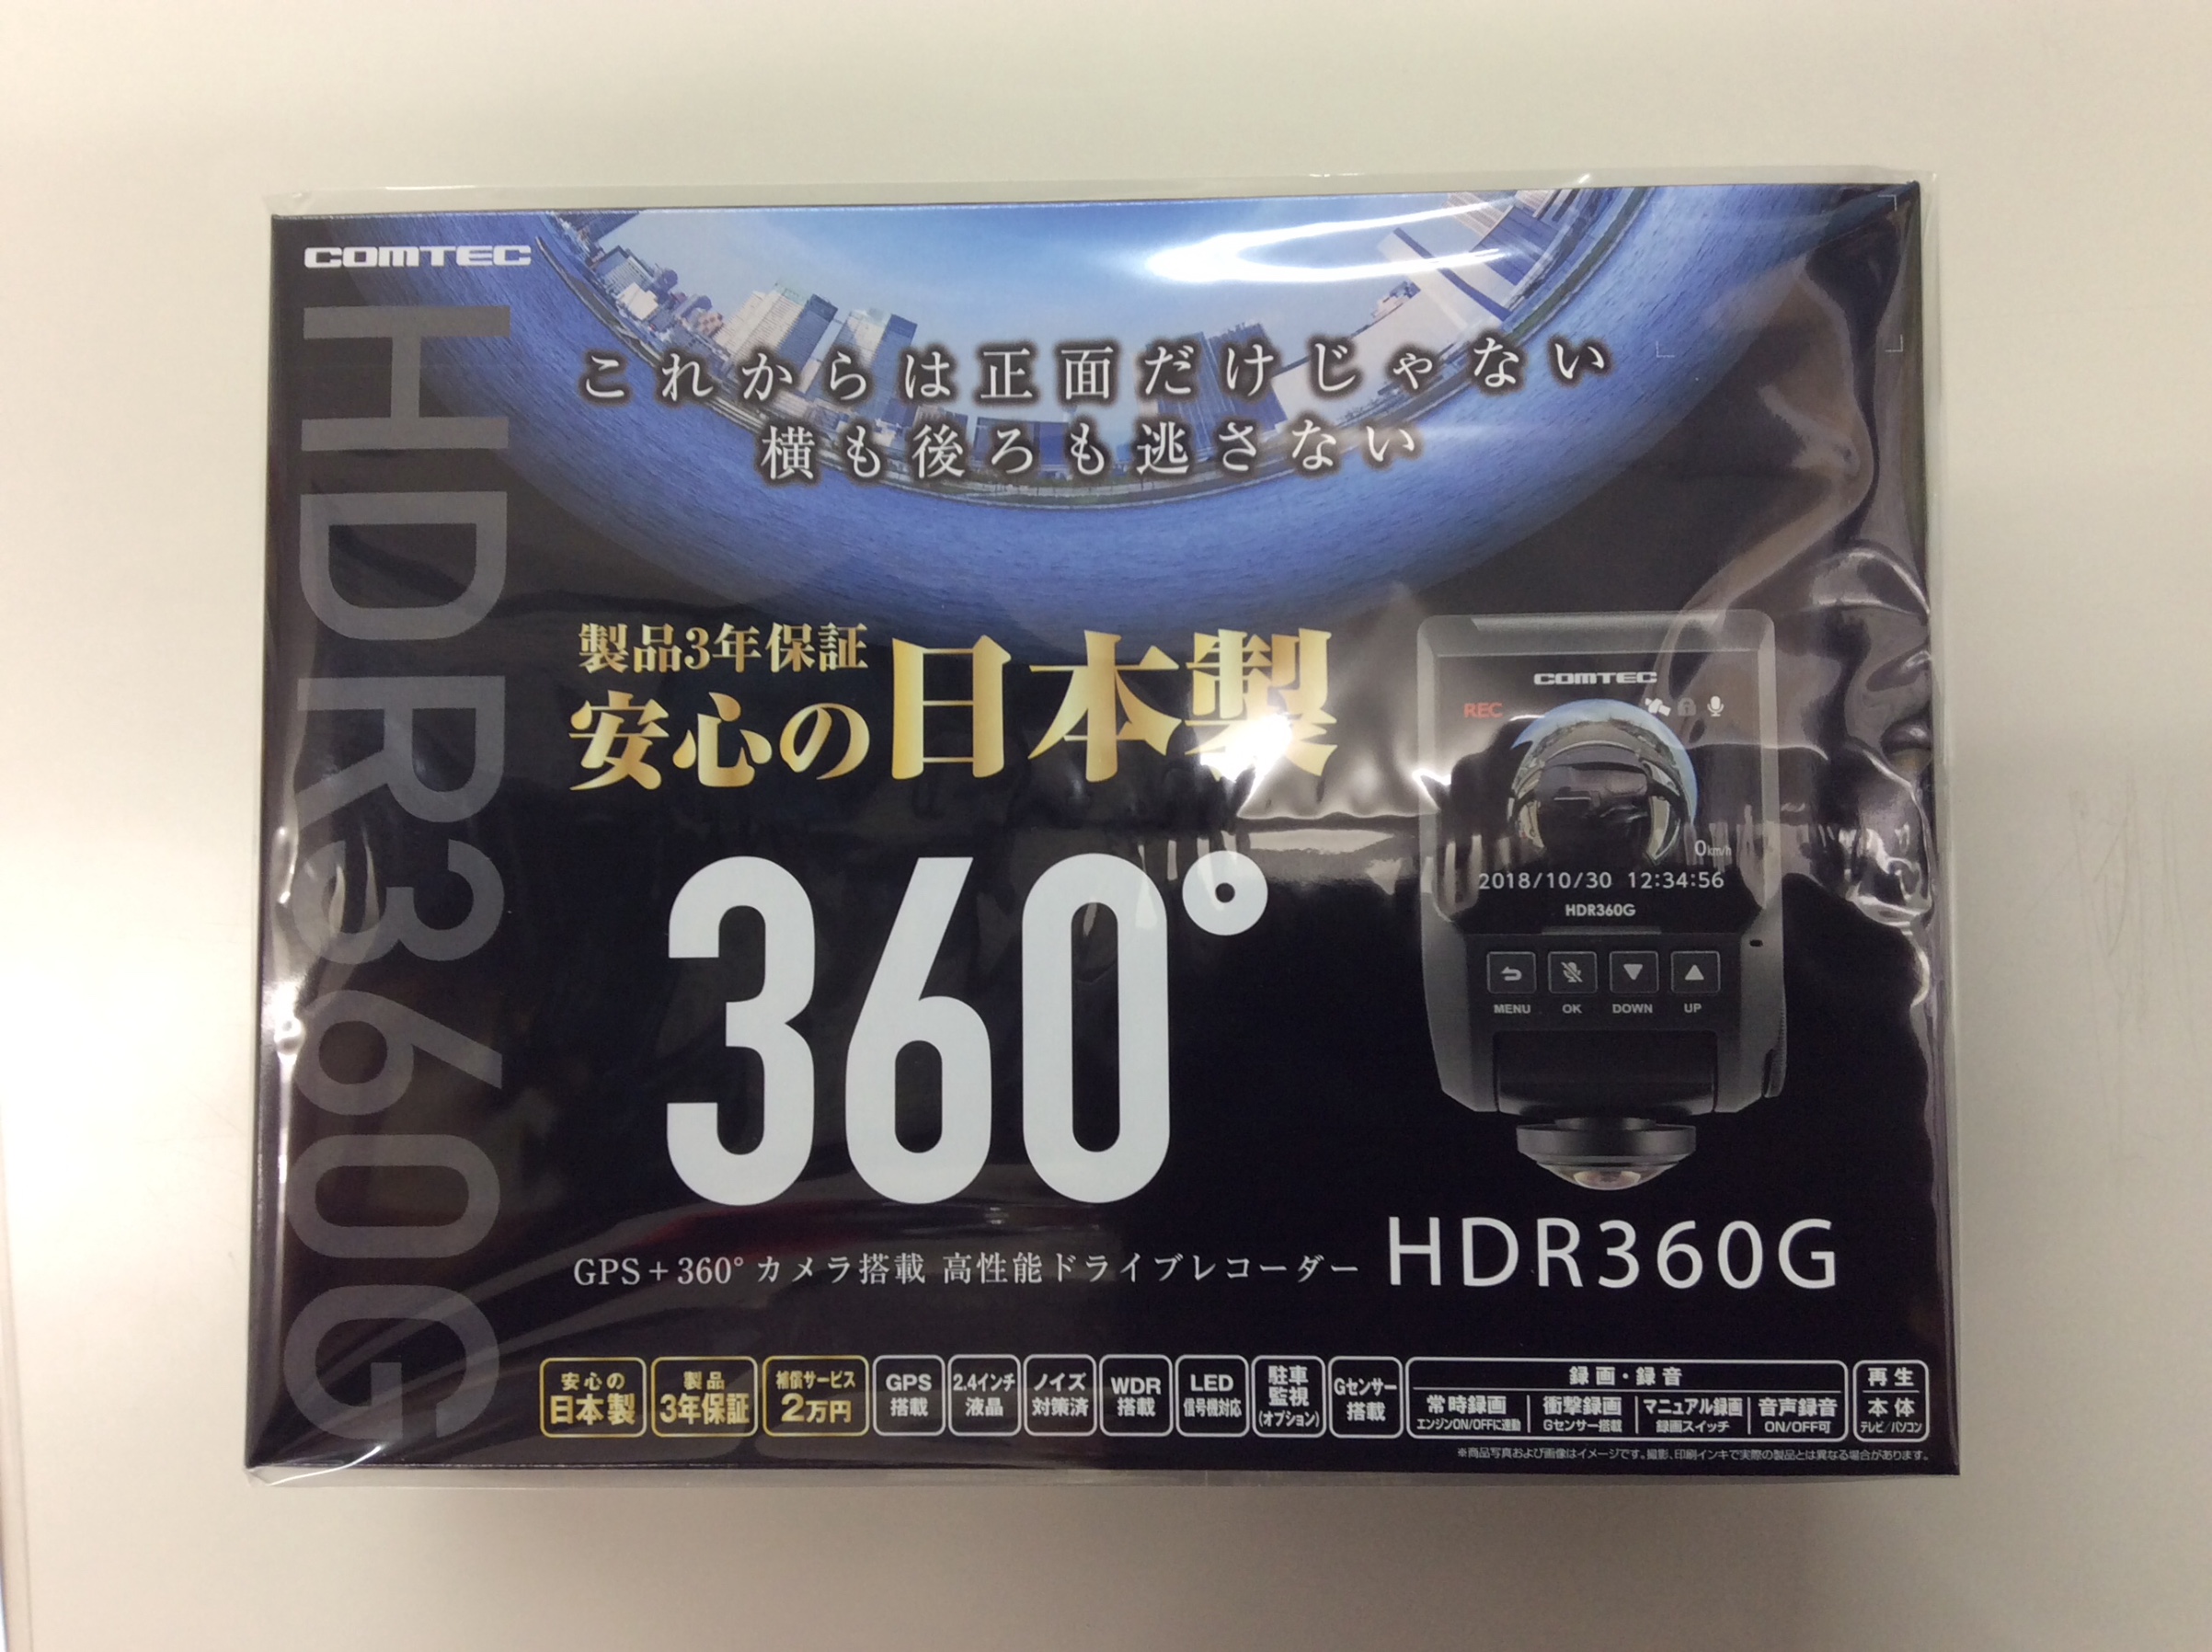 COMTEC
HDR360G
これからは正面だけじゃない
横も後ろも逃さない
製品3年保証
安心の日本製
360°
COMTEC
REC
0km/h
2018/10/30 12:34:56
HDR360G
MENU OK DOWN UP
GPS+360°カメラ搭載 高性能ドライブレコーダー HDR360G
安心の
日本製
製品
3年保証
補償サービス
2万円
GPS
搭載
2.4インチ
液晶
ノイズ
対策済
WDR
搭載
LED
信号機対応
駐車
監視
(オプション)
Gセンサー
搭載
録画・録音
常時録画
エンジンON/OFFに連動
衝撃録画
Gセンサー搭載
マニュアル録画
録画スイッチ
音声録音
ON/OFF可
再生
本体
テレビ/パソコン
※商品写真および画像はイメージです。撮影、印刷インキで実際の製品とは異なる場合があります。